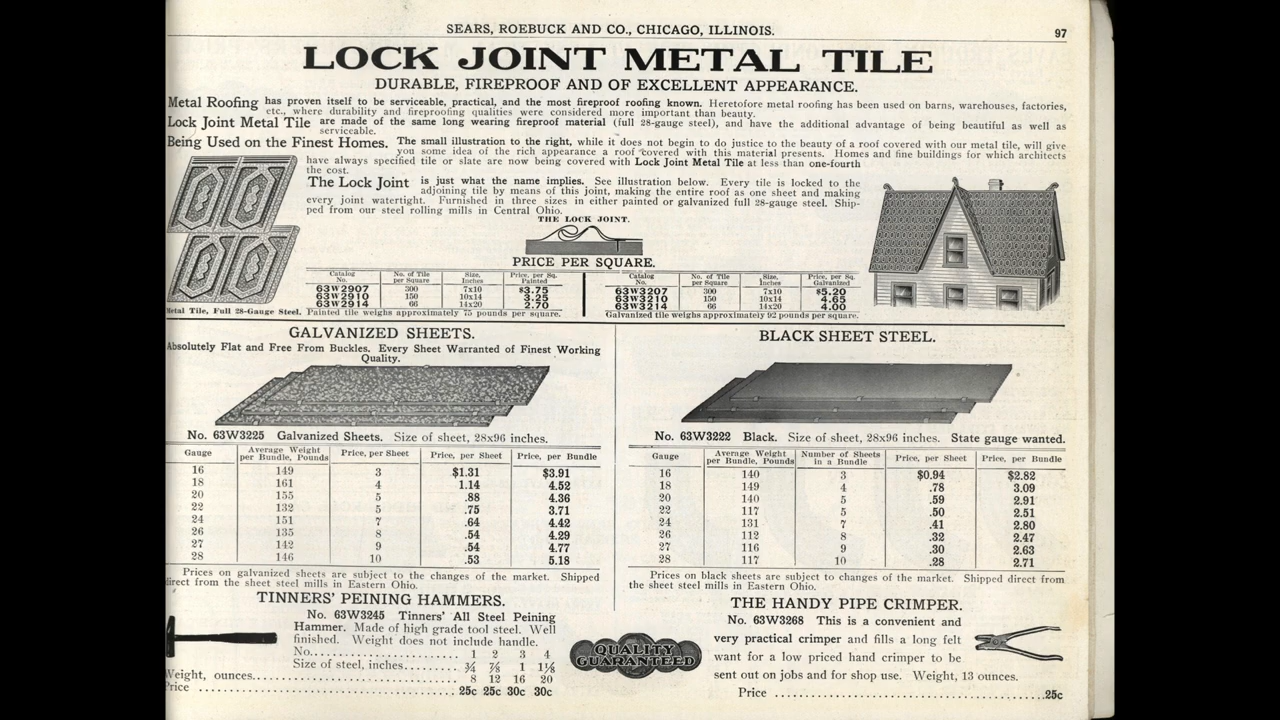 SEARS, ROEBUCK AND CO., CHICAGO, ILLINOIS.
97
LOCK JOINT METAL TILE
DURABLE, FIREPROOF AND OF EXCELLENT APPEARANCE.
Metal Roofing has proven itself to be serviceable, practical, and the most fireproof roofing known. Heretofore metal roofing has been used on barns, warehouses, factories,
etc., where durability and fireproofing qualities were considered more important than beauty.
Lock Joint Metal Tile are made of the same long wearing fireproof material (full 28-gauge steel), and have the additional advantage of being beautiful as well as
serviceable.
Being Used on the Finest Homes. The small illustration to the right, while it does not begin to do justice to the beauty of a roof covered with our metal tile, will give
you some idea of the rich appearance a roof covered with this material presents. Homes and fine buildings for which architects
have always specified tile or slate are now being covered with Lock Joint Metal Tile at less than one-fourth
the cost.
The Lock Joint is just what the name implies. See illustration below. Every tile is locked to the
adjoining tile by means of this joint, making the entire roof as one sheet and making
every joint watertight. Furnished in three sizes in either painted or galvanized full 28-gauge steel. Ship-
ped from our steel rolling mills in Central Ohio.
THE LOCK JOINT.
PRICE PER SQUARE.
Catalog No. No. of Tile per Square Size, Inches Price, per Sq. Painted
63W2907 300 7x10 $3.75
63W2910 150 10x14 3.25
63W2914 66 14x20 2.70
Catalog No. No. of Tile per Square Size, Inches Price, per Sq. Galvanized
63W3207 300 7x10 $5.20
63W3210 150 10x14 4.65
63W3214 66 14x20 4.00
Metal Tile, Full 28-Gauge Steel. Painted tile weighs approximately 75 pounds per square.
Galvanized tile weighs approximately 92 pounds per square.
GALVANIZED SHEETS.
Absolutely Flat and Free From Buckles. Every Sheet Warranted of Finest Working
Quality.
No. 63W3225 Galvanized Sheets. Size of sheet, 28x96 inches.
Gauge Average Weight per Bundle, Pounds Price, per Sheet Price, per Sheet Price, per Bundle
16 149 3 $1.31 $3.91
18 161 4 1.14 4.52
20 155 5 .88 4.36
22 132 5 .75 3.71
24 151 7 .64 4.42
26 135 8 .54 4.29
27 142 9 .54 4.77
28 146 10 .53 5.18
Prices on galvanized sheets are subject to the changes of the market. Shipped
direct from the sheet steel mills in Eastern Ohio.
BLACK SHEET STEEL.
No. 63W3222 Black. Size of sheet, 28x96 inches. State gauge wanted.
Gauge Average Weight per Bundle, Pounds Number of Sheets in a Bundle Price, per Sheet Price, per Bundle
16 140 3 $0.94 $2.82
18 149 4 .78 3.09
20 140 5 .59 2.91
22 117 5 .50 2.51
24 131 7 .41 2.80
26 112 8 .32 2.47
27 116 9 .30 2.63
28 117 10 .28 2.71
Prices on black sheets are subject to changes of the market. Shipped direct from
the sheet steel mills in Eastern Ohio.
TINNERS' PEINING HAMMERS.
No. 63W3245 Tinners' All Steel Peining
Hammer. Made of high grade tool steel. Well
finished. Weight does not include handle.
No. 1 2 3 4
Size of steel, inches ¾ ⅞ 1 1⅛
Weight, ounces 8 12 16 20
Price 25c 25c 30c 30c
QUALITY
GUARANTEED
THE HANDY PIPE CRIMPER.
No. 63W3268 This is a convenient and
very practical crimper and fills a long felt
want for a low priced hand crimper to be
sent out on jobs and for shop use. Weight, 13 ounces.
Price 25c